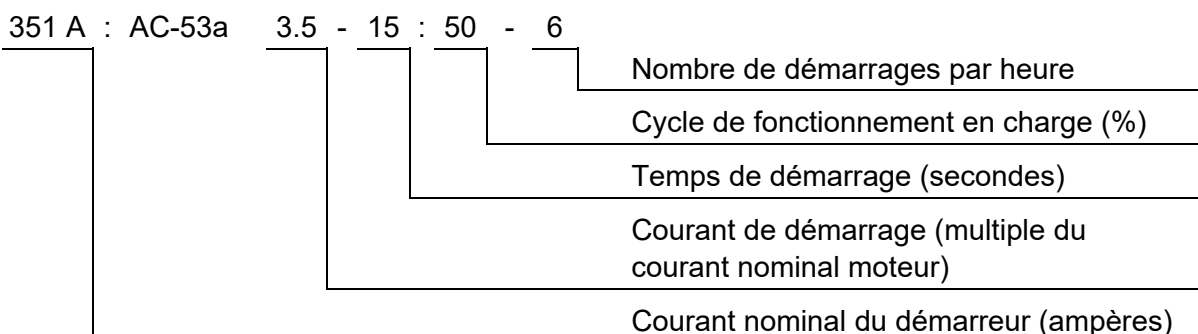 351 A : AC-53a 3.5 - 15 : 50 - 6
Nombre de démarrages par heure
Cycle de fonctionnement en charge (%)
Temps de démarrage (secondes)
Courant de démarrage (multiple du
courant nominal moteur)
Courant nominal du démarreur (ampères)